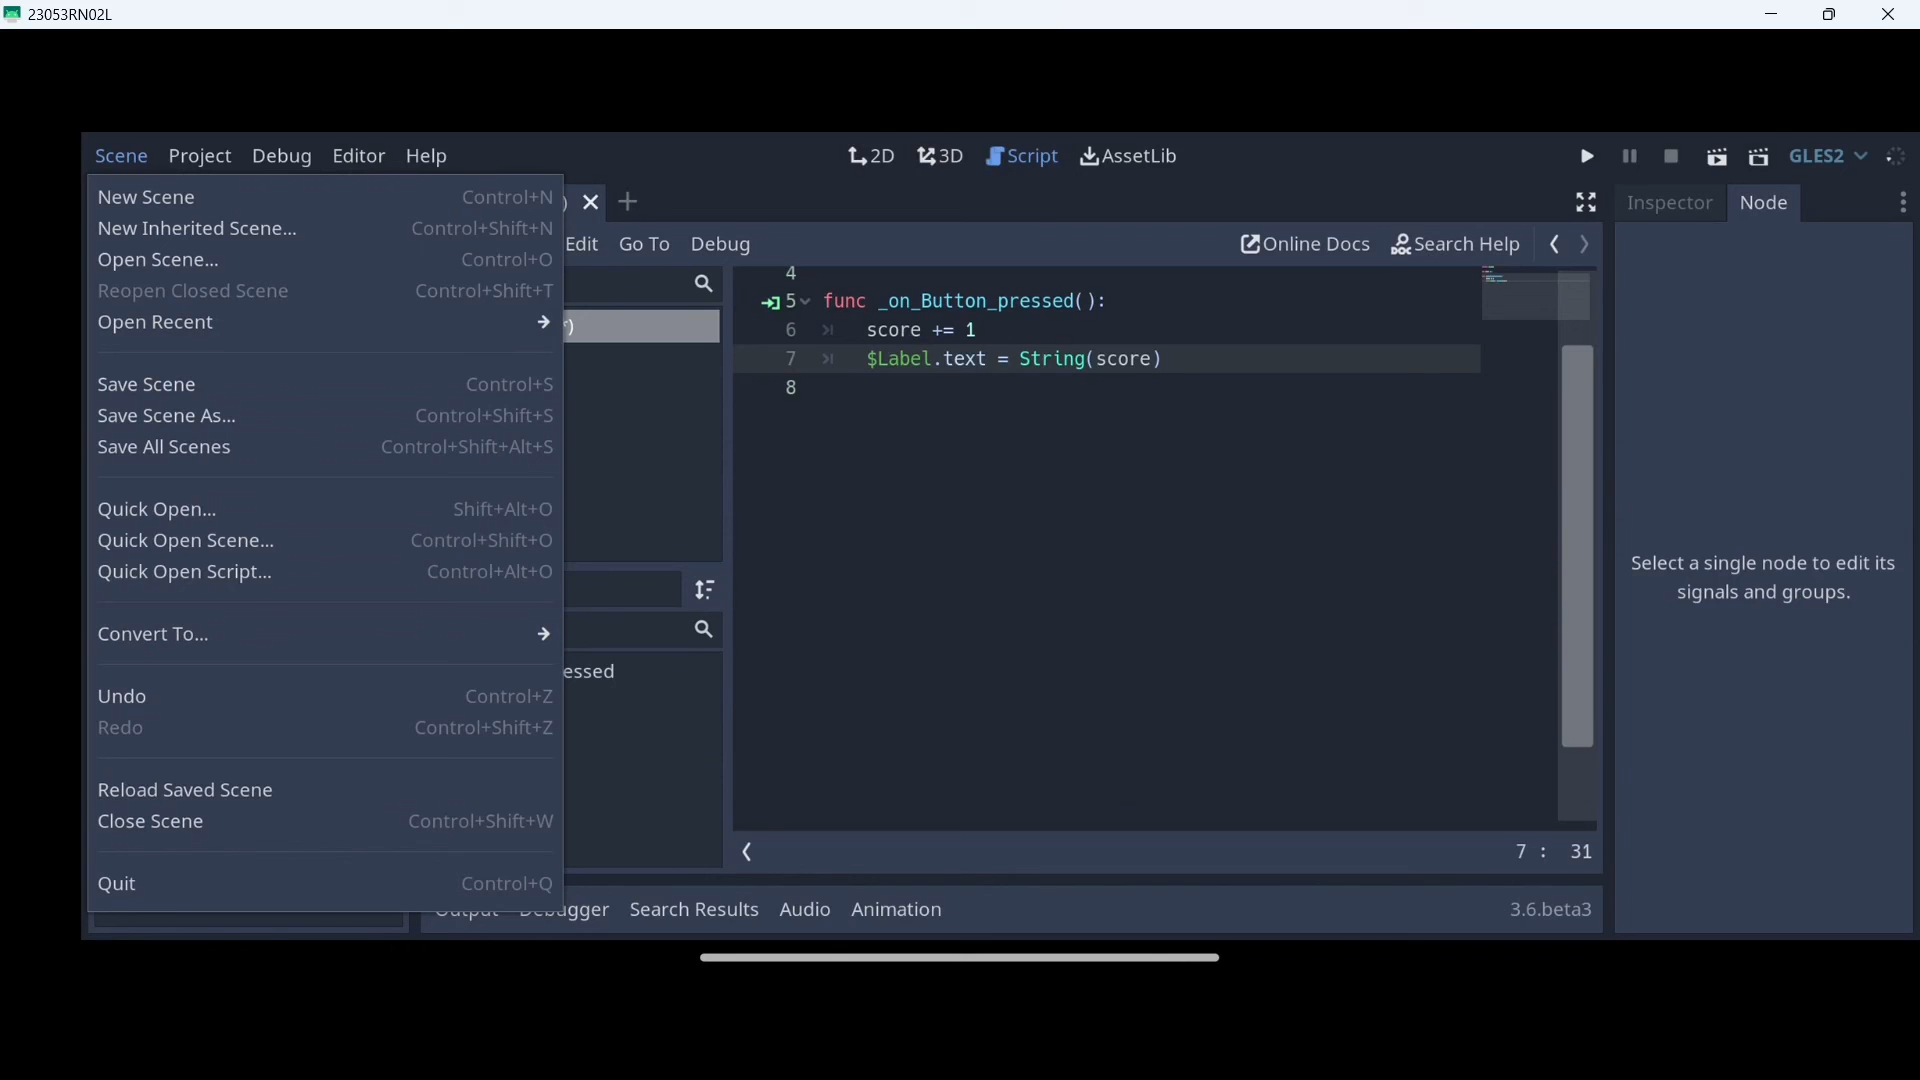 23053RN02L
Scene Project Debug Editor Help 2D 3D Script AssetLib GLES2
New Scene Control+N
New Inherited Scene... Control+Shift+N
Open Scene... Control+O
Reopen Closed Scene Control+Shift+T
Open Recent
Save Scene Control+S
Save Scene As... Control+Shift+S
Save All Scenes Control+Shift+Alt+S
Quick Open... Shift+Alt+O
Quick Open Scene... Control+Shift+O
Quick Open Script... Control+Alt+O
Convert To...
Undo Control+Z
Redo Control+Shift+Z
Reload Saved Scene
Close Scene Control+Shift+W
Quit Control+Q
Edit Go To Debug Online Docs Search Help
essed
4
5 func _on_Button_pressed():
6 score += 1
7 $Label.text = String(score)
8
7 : 31
Output Debugger Search Results Audio Animation 3.6.beta3
Inspector Node
Select a single node to edit its
signals and groups.